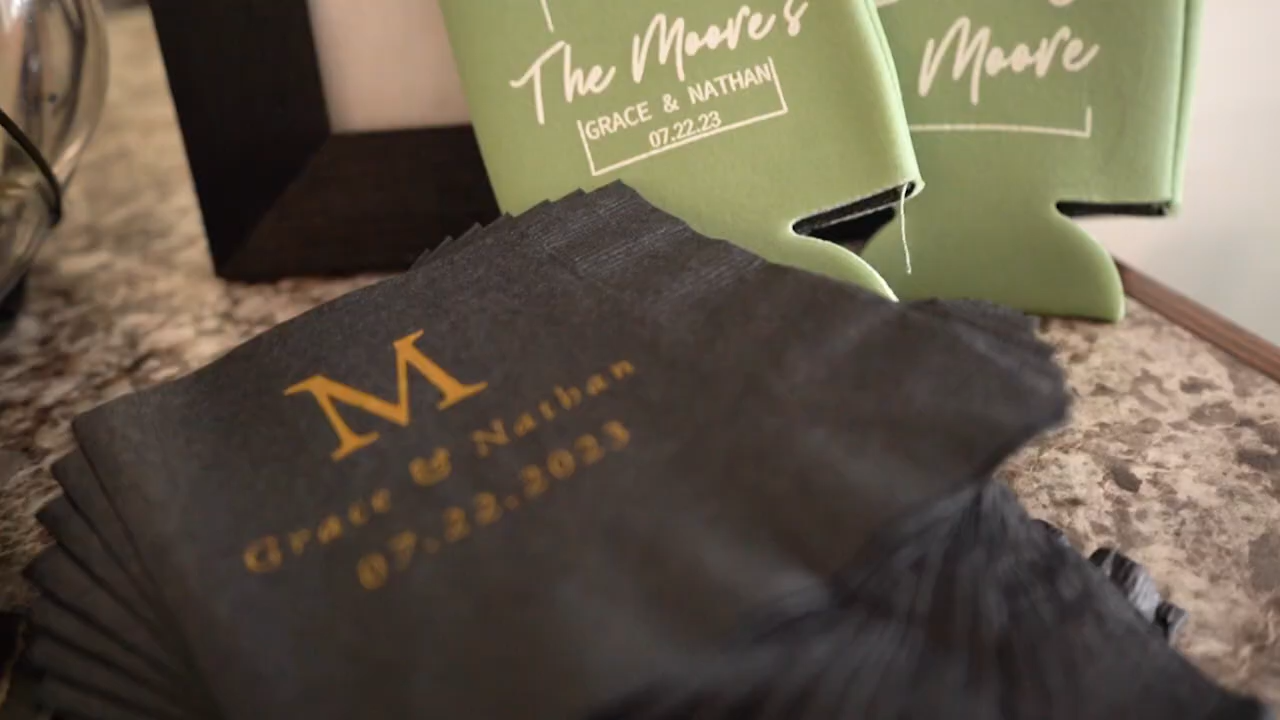 The Moore's
GRACE & NATHAN
07.22.23
Moore
M
Grace & Nathan
07.22.2023